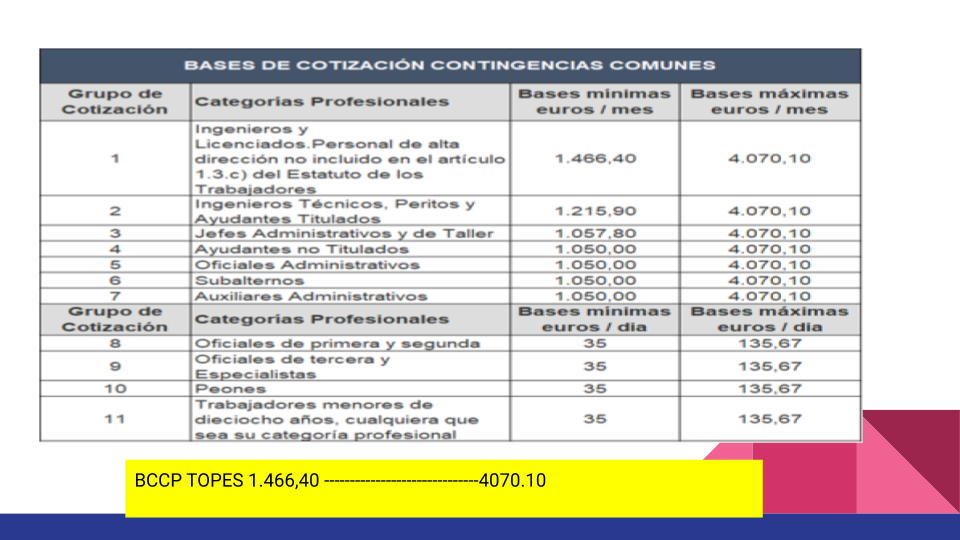 BASES DE COTIZACIÓN CONTINGENCIAS COMUNES
Grupo de Cotización Categorías Profesionales Bases mínimas euros / mes Bases máximas euros / mes
1 Ingenieros y Licenciados.Personal de alta dirección no incluido en el artículo 1.3.c) del Estatuto de los Trabajadores 1.466,40 4.070,10
2 Ingenieros Técnicos, Peritos y Ayudantes Titulados 1.215,90 4.070,10
3 Jefes Administrativos y de Taller 1.057,80 4.070,10
4 Ayudantes no Titulados 1.050,00 4.070,10
5 Oficiales Administrativos 1.050,00 4.070,10
6 Subalternos 1.050,00 4.070,10
7 Auxiliares Administrativos 1.050,00 4.070,10
Grupo de Cotización Categorías Profesionales Bases mínimas euros / dia Bases máximas euros / dia
8 Oficiales de primera y segunda 35 135,67
9 Oficiales de tercera y Especialistas 35 135,67
10 Peones 35 135,67
11 Trabajadores menores de dieciocho años, cualquiera que sea su categoría profesional 35 135,67
BCCP TOPES 1.466,40 ------------------------------4070.10